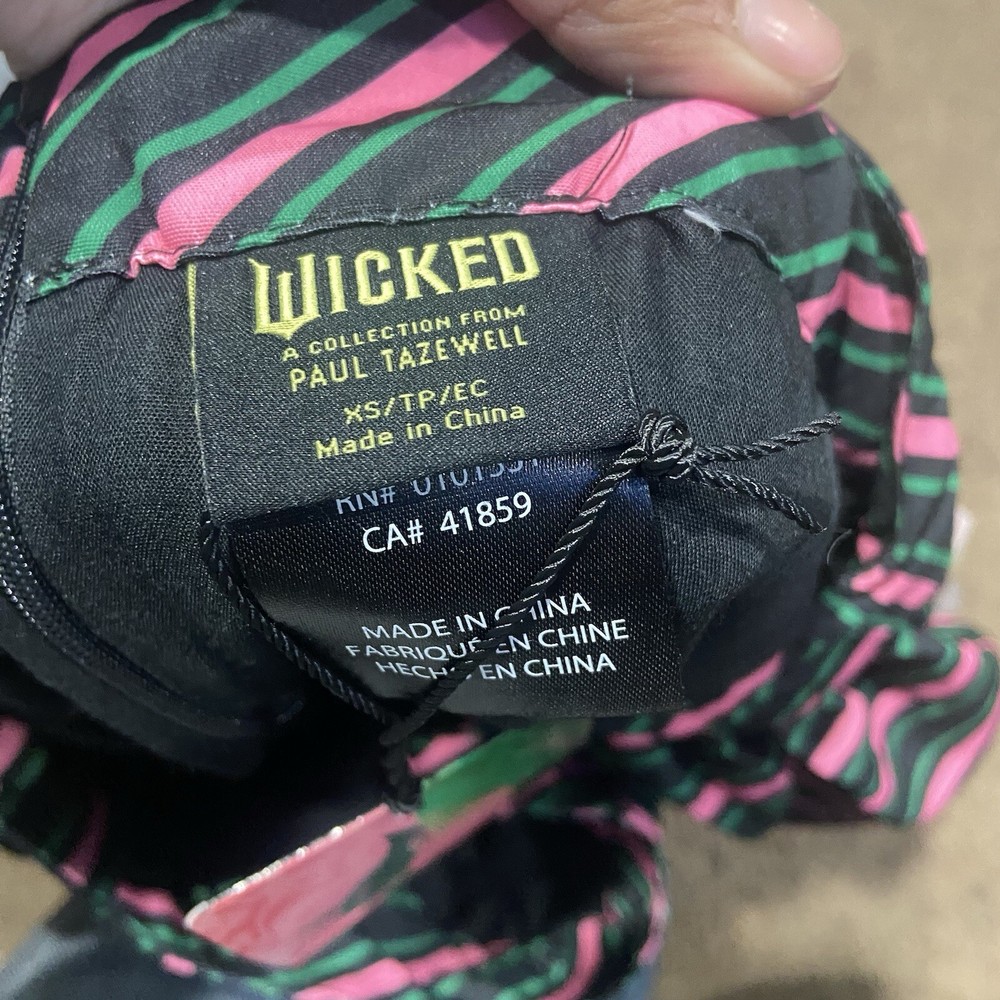 WICKED
A COLLECTION FROM
PAUL TAZEWELL
XS/TP/EC
Made in China
RN#
CA# 41859
MADE IN CHINA
FABRIQUÉ EN CHINE
HECHO EN CHINA